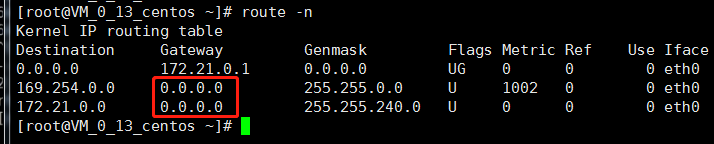 [root@VM_0_13_centos ~]# route -n
Kernel IP routing table
Destination     Gateway         Genmask         Flags Metric Ref    Use Iface
0.0.0.0         172.21.0.1      0.0.0.0         UG    0      0        0 eth0
169.254.0.0     0.0.0.0         255.255.0.0     U     1002   0        0 eth0
172.21.0.0      0.0.0.0         255.255.240.0   U     0      0        0 eth0
[root@VM_0_13_centos ~]#